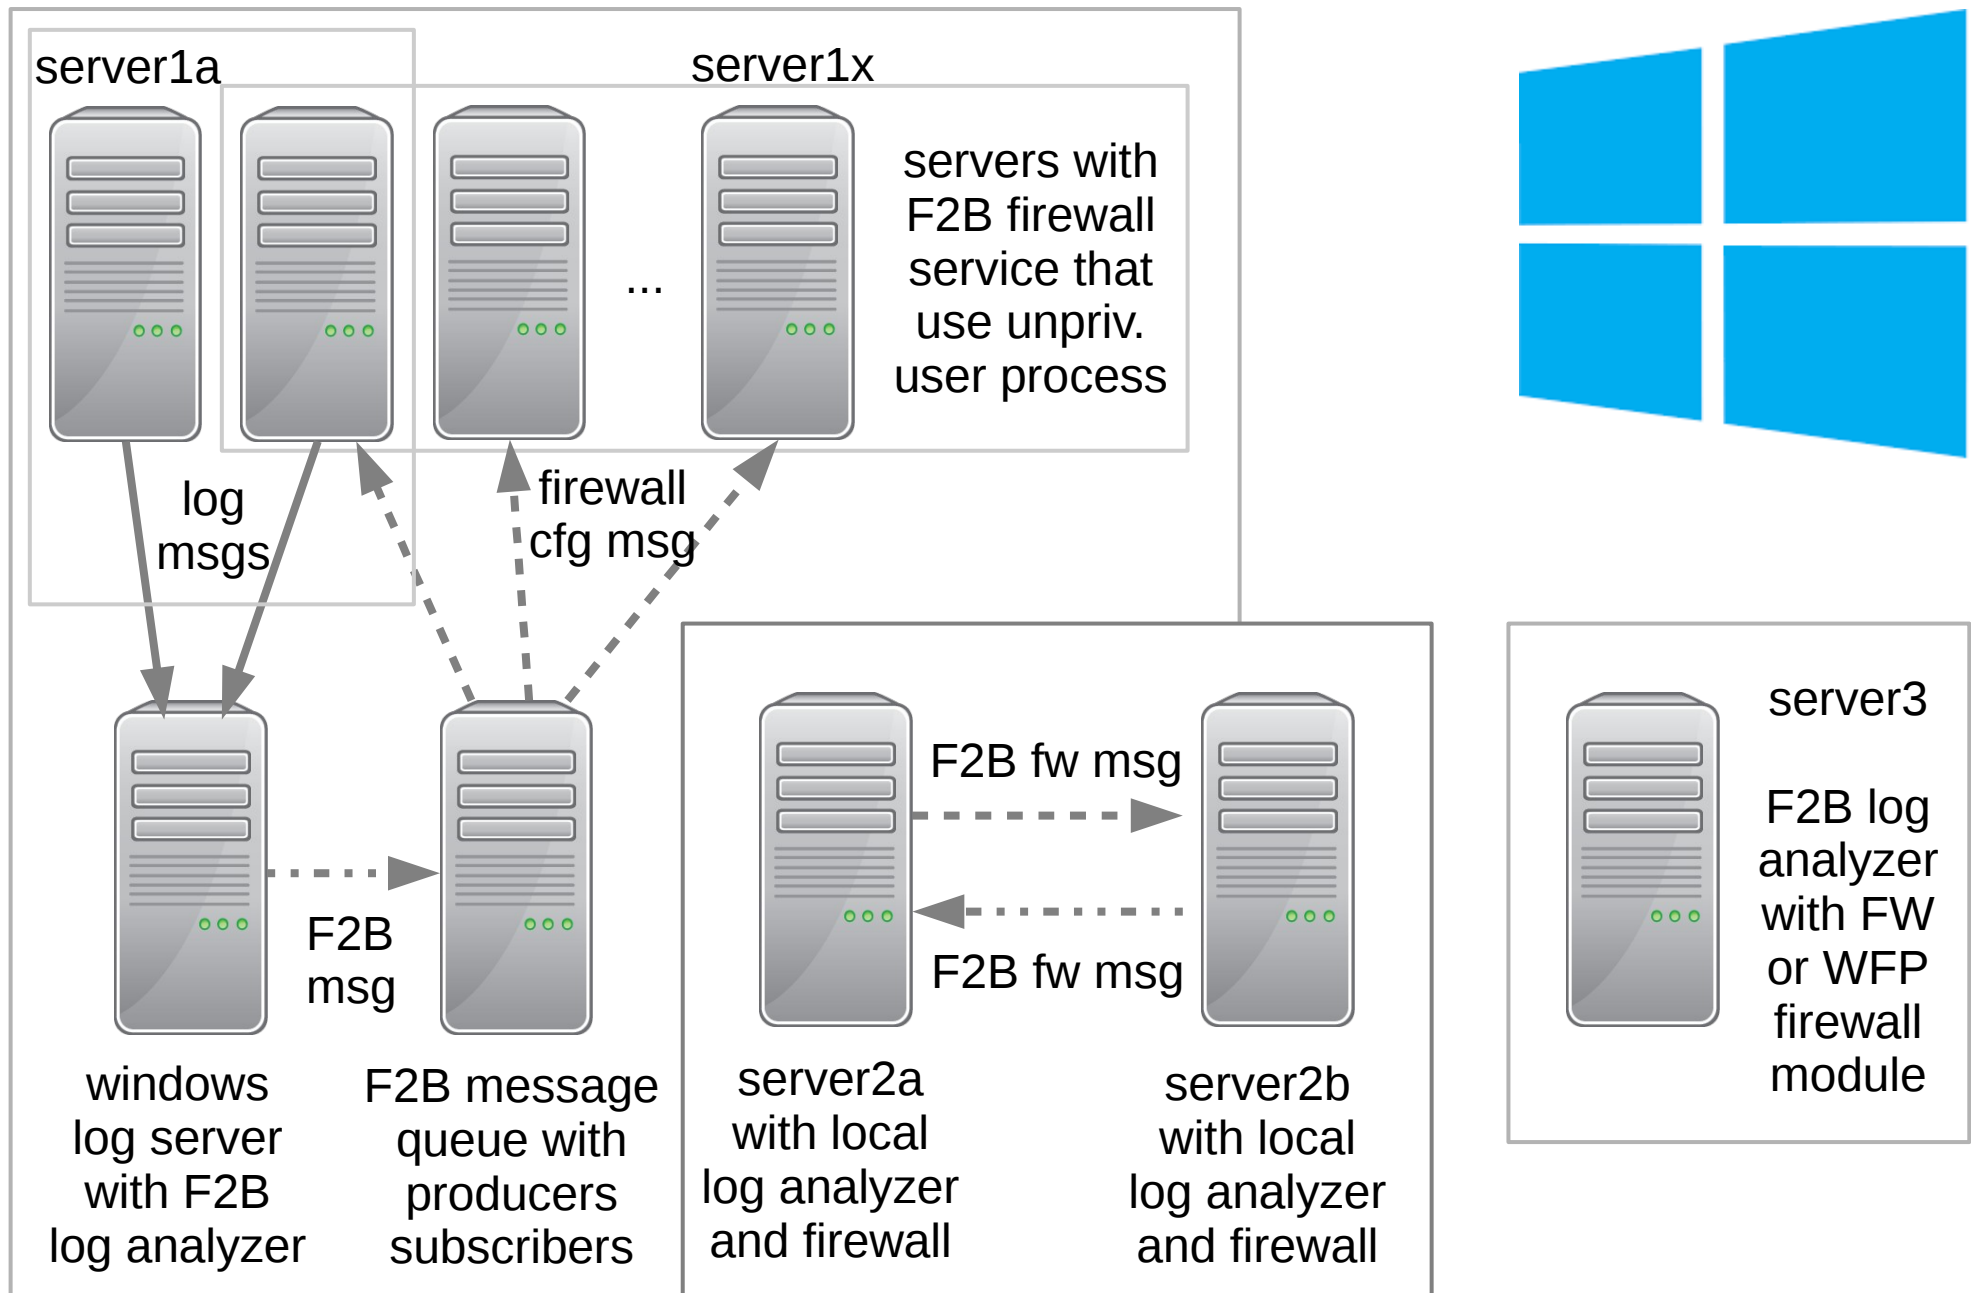 server1a
server1x
servers with
F2B firewall
service that
use unpriv.
user process
...
log
msgs
firewall
cfg msg
F2B
msg
windows
log server
with F2B
log analyzer
F2B message
queue with
producers
subscribers
F2B fw msg
F2B fw msg
server2a
with local
log analyzer
and firewall
server2b
with local
log analyzer
and firewall
server3
F2B log
analyzer
with FW
or WFP
firewall
module